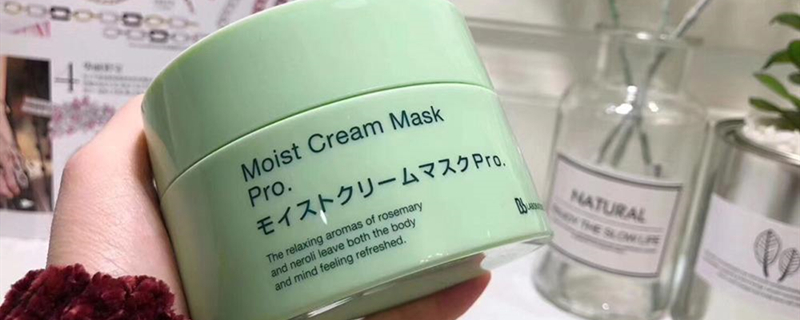 Moist Cream Mask
Pro.
モイストクリームマスクPro.
The relaxing aromas of rosemary
and neroli leave both the body
and mind feeling refreshed.
NATURAL
ENJOY THE SLOW LIFE